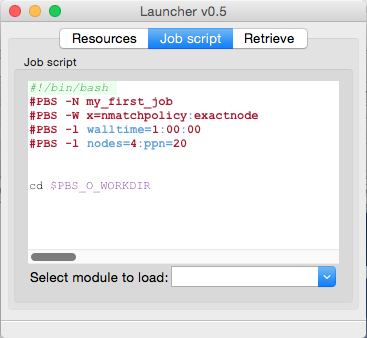 Launcher v0.5
Resources Job script Retrieve
Job script
#!/bin/bash
#PBS -N my_first_job
#PBS -W x=nmatchpolicy:exactnode
#PBS -l walltime=1:00:00
#PBS -l nodes=4:ppn=20
cd $PBS_O_WORKDIR
Select module to load: